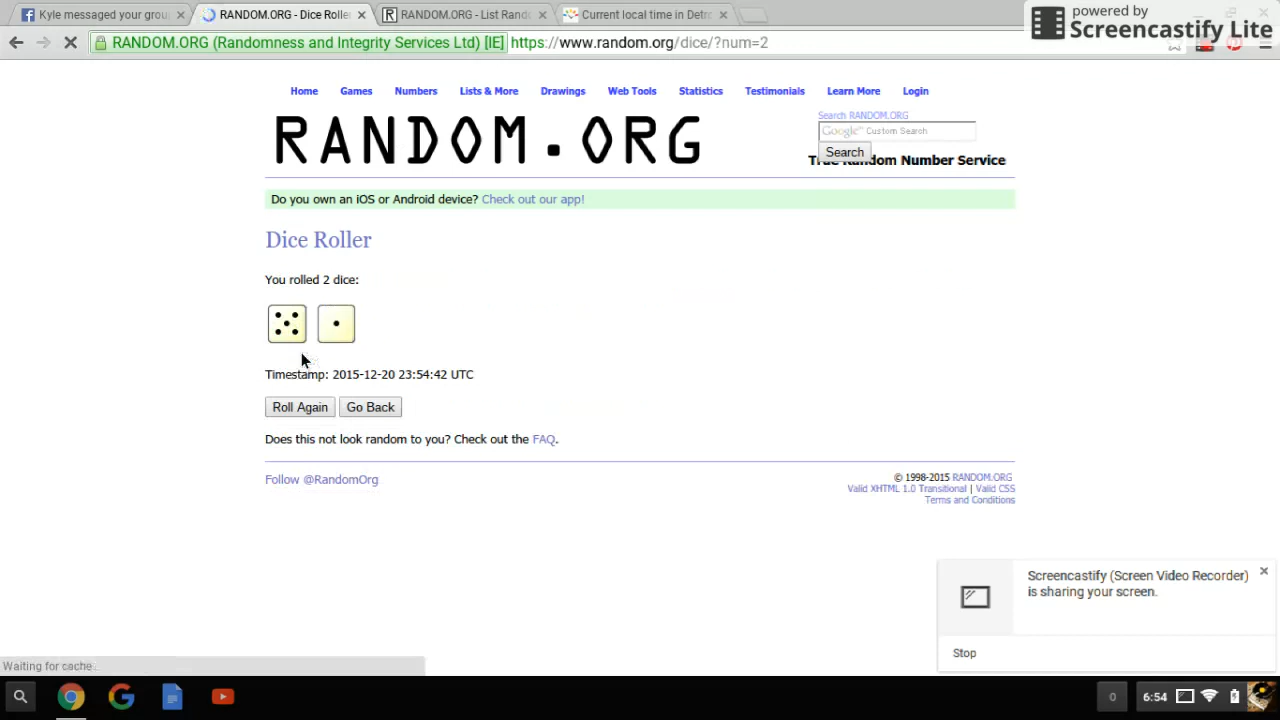 Kyle messaged your grou
RANDOM.ORG - Dice Rolle
RANDOM.ORG - List Rando
Current local time in Detro
powered by
Screencastify Lite
RANDOM.ORG (Randomness and Integrity Services Ltd) [IE] https://www.random.org/dice/?num=2
Home Games Numbers Lists & More Drawings Web Tools Statistics Testimonials Learn More Login
RANDOM.ORG
Search RANDOM.ORG
Google™ Custom Search
Search
True Random Number Service
Do you own an iOS or Android device? Check out our app!
Dice Roller
You rolled 2 dice:
Timestamp: 2015-12-20 23:54:42 UTC
Roll Again Go Back
Does this not look random to you? Check out the FAQ.
Follow @RandomOrg
© 1998-2015 RANDOM.ORG
Valid XHTML 1.0 Transitional | Valid CSS
Terms and Conditions
Screencastify (Screen Video Recorder)
is sharing your screen.
Stop
Waiting for cache...
0 6:54